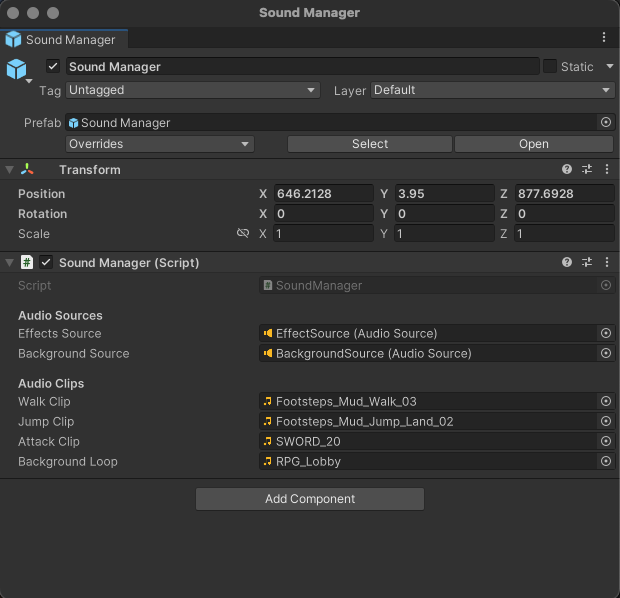 Sound Manager
Sound Manager
Sound Manager Static
Tag Untagged Layer Default
Prefab Sound Manager
Overrides Select Open
Transform
Position X 646.2128 Y 3.95 Z 877.6928
Rotation X 0 Y 0 Z 0
Scale X 1 Y 1 Z 1
# Sound Manager (Script)
Script # SoundManager
Audio Sources
Effects Source EffectSource (Audio Source)
Background Source BackgroundSource (Audio Source)
Audio Clips
Walk Clip Footsteps_Mud_Walk_03
Jump Clip Footsteps_Mud_Jump_Land_02
Attack Clip SWORD_20
Background Loop RPG_Lobby
Add Component